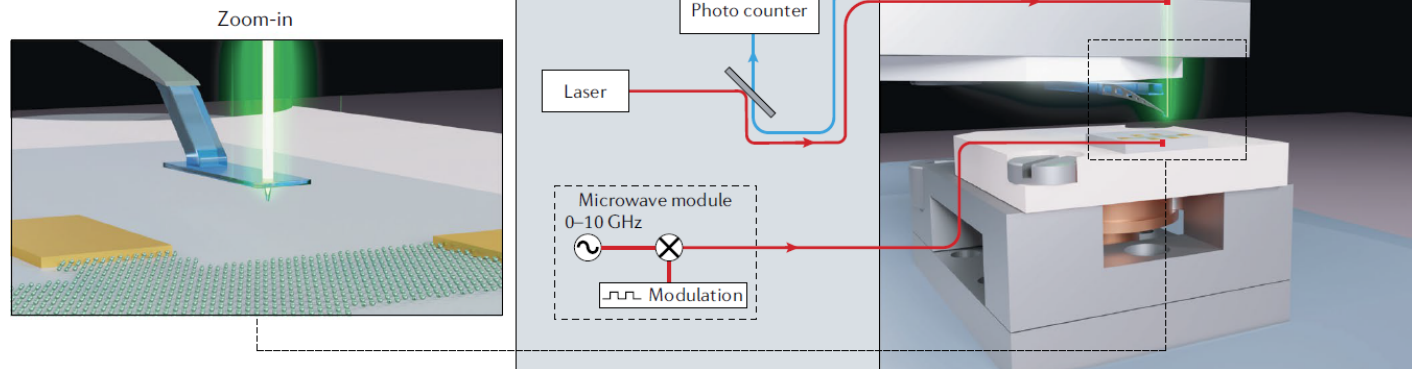 Zoom-in
Photo counter
Laser
Microwave module
0–10 GHz
Modulation